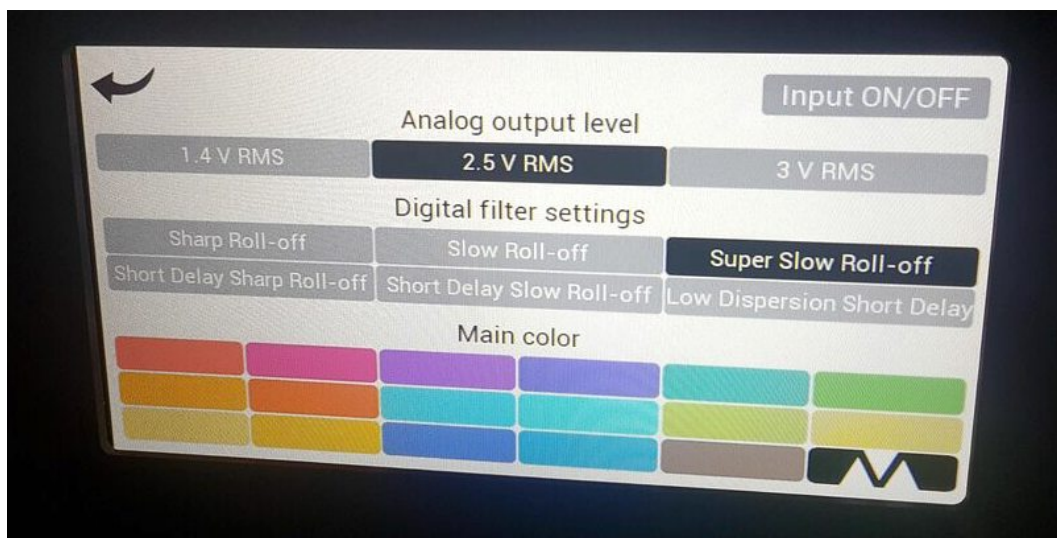 Input ON/OFF
Analog output level
1.4 V RMS 2.5 V RMS 3 V RMS
Digital filter settings
Sharp Roll-off Slow Roll-off Super Slow Roll-off
Short Delay Sharp Roll-off Short Delay Slow Roll-off Low Dispersion Short Delay
Main color